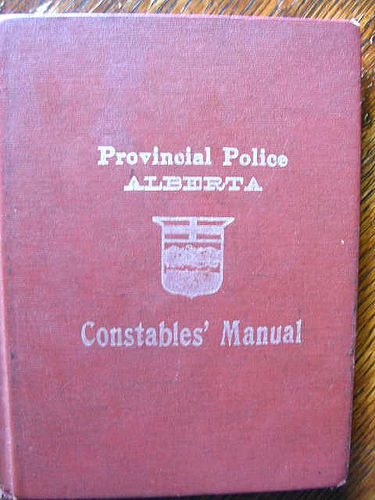 Provincial Police
ALBERTA
Constables' Manual